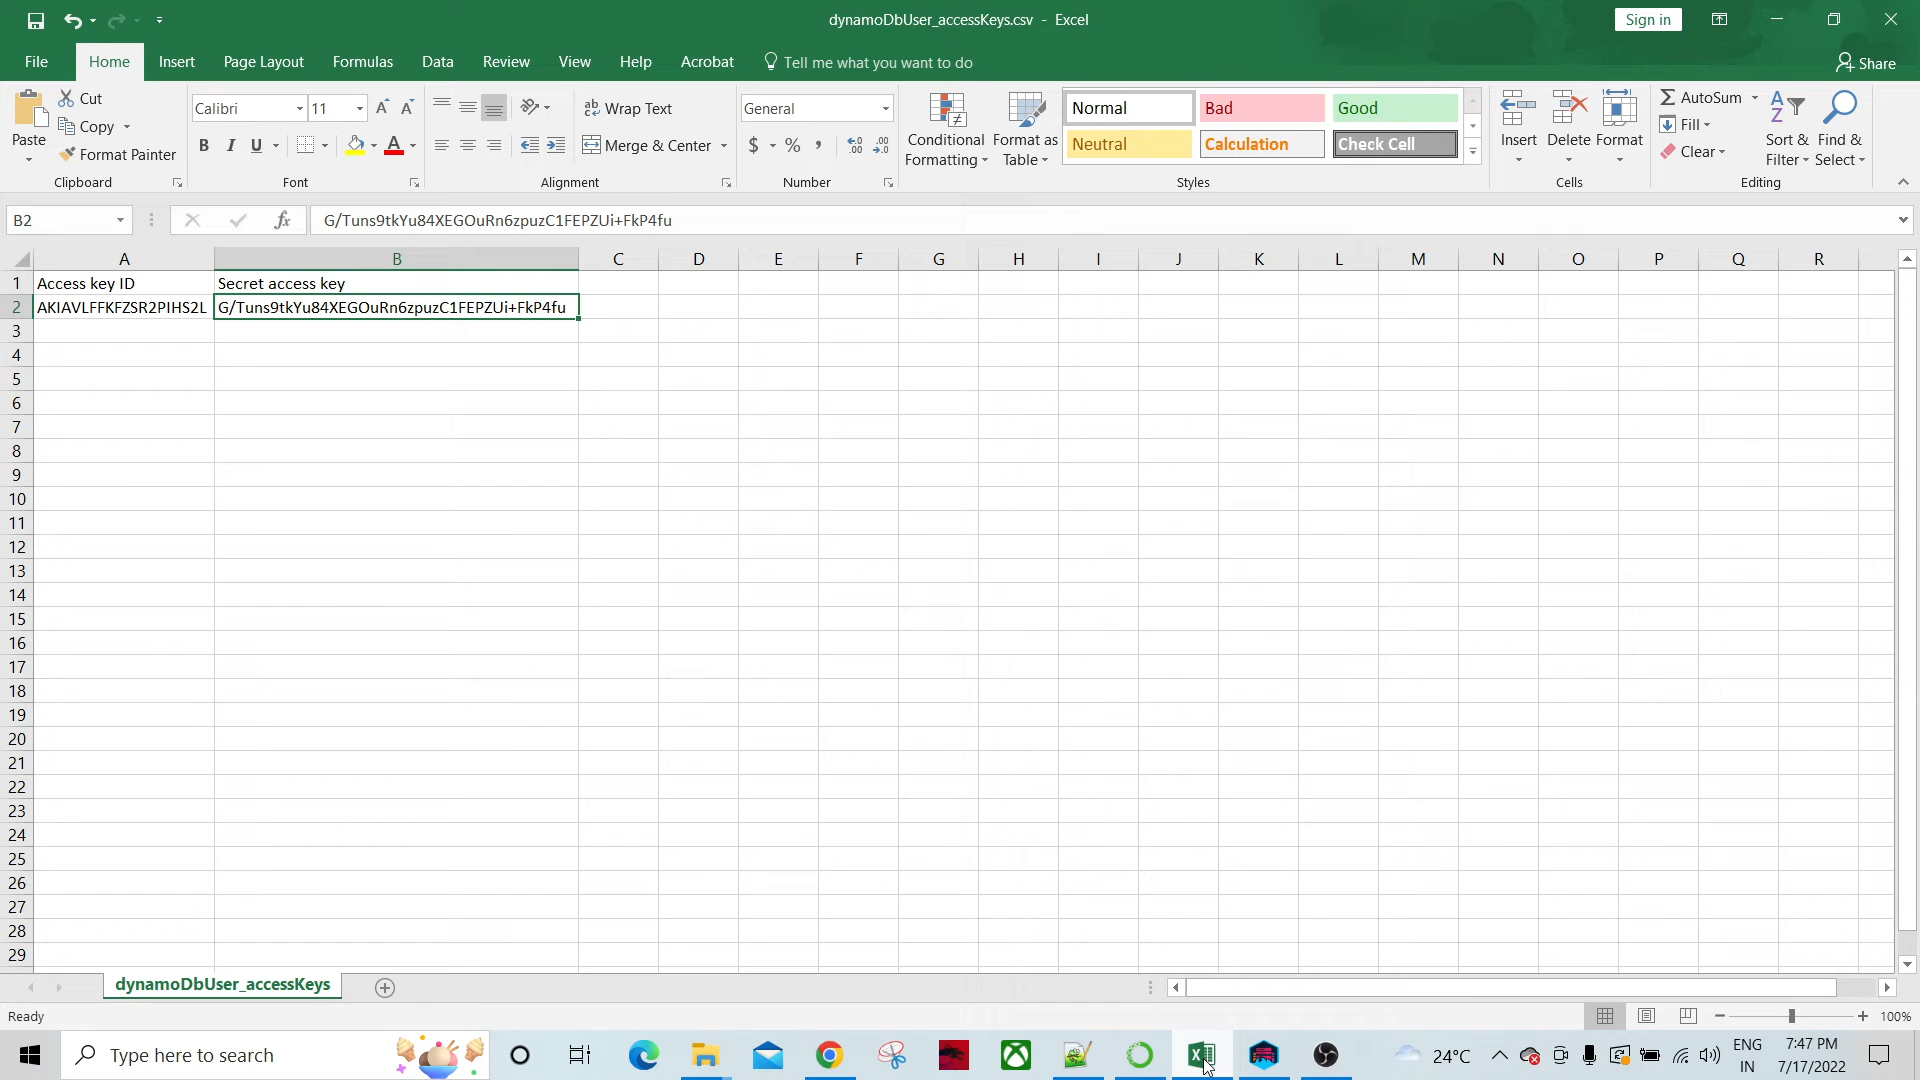 dynamoDbUser_accessKeys.csv - Excel
Sign in
File Home Insert Page Layout Formulas Data Review View Help Acrobat Tell me what you want to do Share
Paste
Cut
Copy
Format Painter
Clipboard
Calibri 11
B I U
Font
Wrap Text
Merge & Center
Alignment
General
$ % ,
Number
Conditional Formatting
Format as Table
Normal Bad Good
Neutral Calculation Check Cell
Styles
Insert Delete Format
Cells
AutoSum
Fill
Clear
Sort & Filter
Find & Select
Editing
B2 fx G/Tuns9tkYu84XEGOuRn6zpuzC1FEPZUi+FkP4fu
A B C D E F G H I J K L M N O P Q R
1 Access key ID Secret access key
2 AKIAVLFFKFZSR2PIHS2L G/Tuns9tkYu84XEGOuRn6zpuzC1FEPZUi+FkP4fu
3
4
5
6
7
8
9
10
11
12
13
14
15
16
17
18
19
20
21
22
23
24
25
26
27
28
29
dynamoDbUser_accessKeys
Ready 100%
Type here to search
24°C
ENG
IN
7:47 PM
7/17/2022